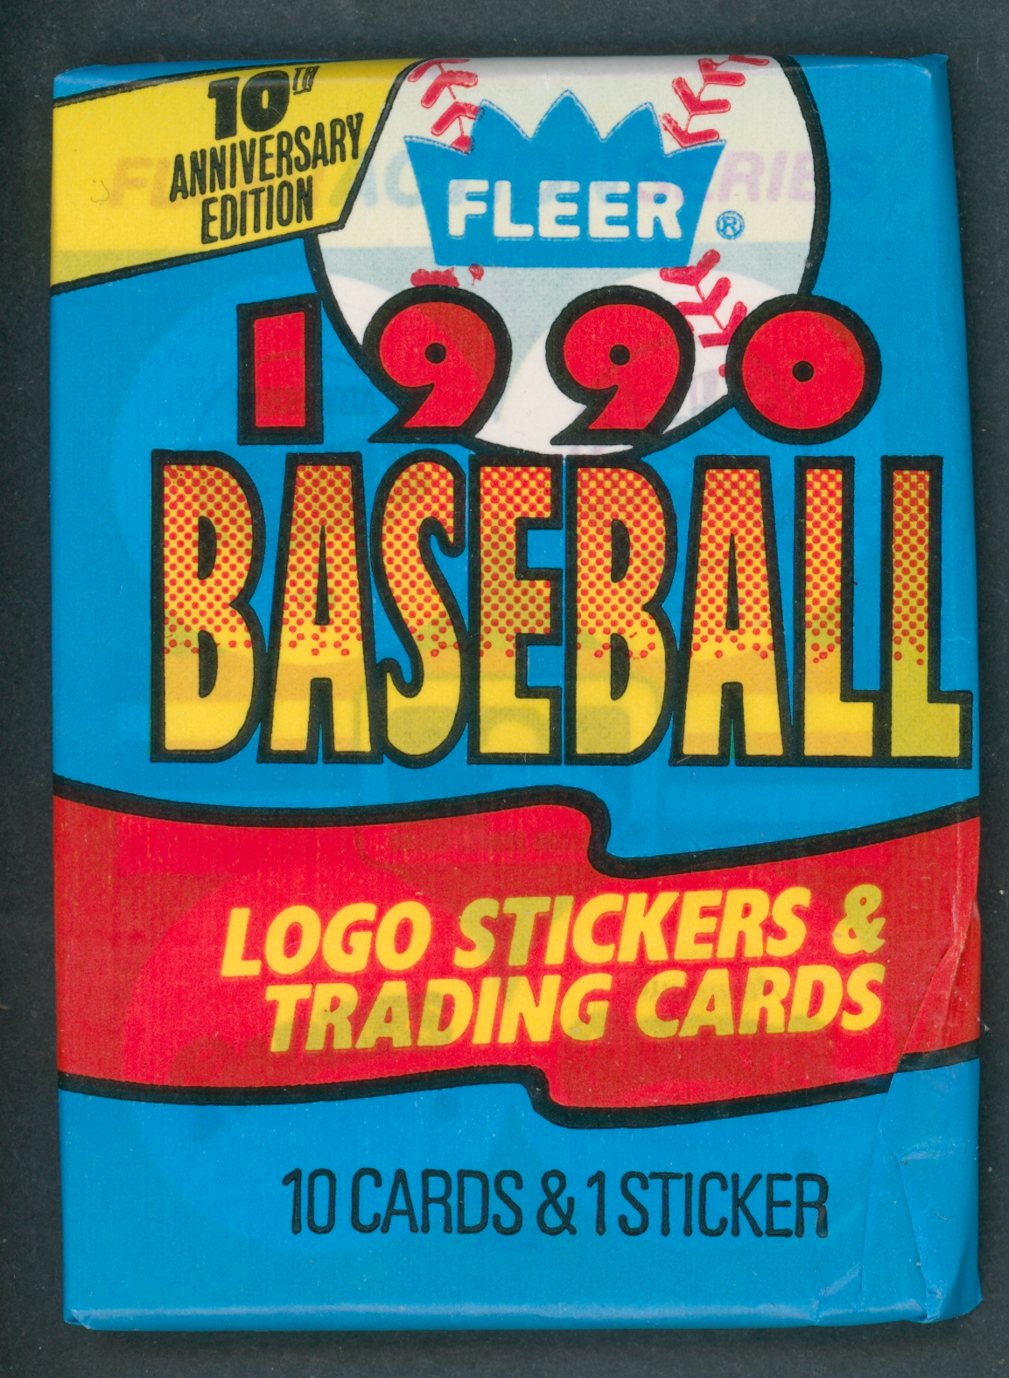 10TH
ANNIVERSARY
EDITION
FLEER®
1990
BASEBALL
LOGO STICKERS &
TRADING CARDS
10 CARDS & 1 STICKER